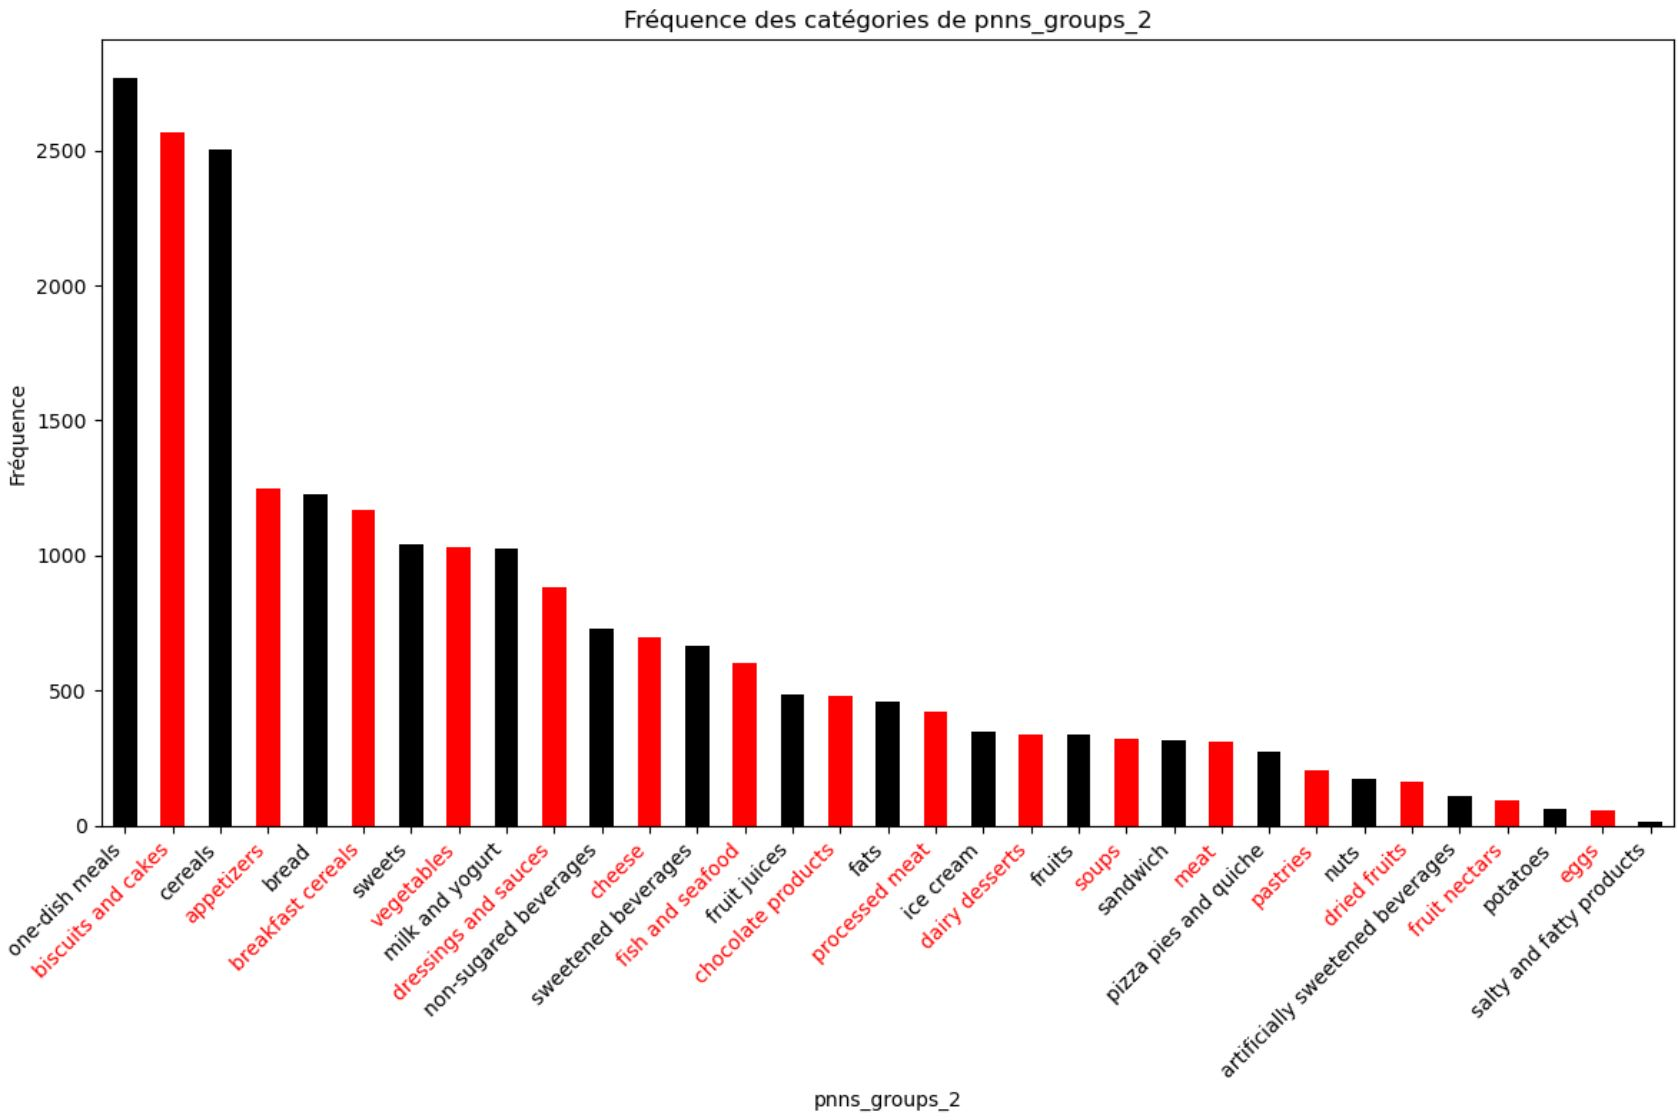 Fréquence des catégories de pnns_groups_2
Fréquence
2500
2000
1500
1000
500
0
one-dish meals
biscuits and cakes
cereals
appetizers
bread
breakfast cereals
sweets
vegetables
milk and yogurt
dressings and sauces
non-sugared beverages
cheese
sweetened beverages
fish and seafood
fruit juices
chocolate products
fats
processed meat
ice cream
dairy desserts
fruits
soups
sandwich
meat
pizza pies and quiche
pastries
nuts
dried fruits
artificially sweetened beverages
fruit nectars
potatoes
eggs
salty and fatty products
pnns_groups_2